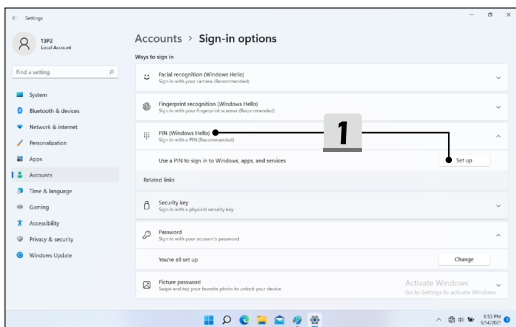 Settings
13P2
Local Account
Find a setting
System
Bluetooth & devices
Network & internet
Personalization
Apps
Accounts
Time & language
Gaming
Accessibility
Privacy & security
Windows Update
Accounts > Sign-in options
Ways to sign in
Facial recognition (Windows Hello)
Sign in with your camera (Recommended)
Fingerprint recognition (Windows Hello)
Sign in with your fingerprint scanner (Recommended)
PIN (Windows Hello)
Sign in with a PIN (Recommended)
1
Use a PIN to sign in to Windows, apps, and services
Set up
Related links
Security key
Sign in with a physical security key
Password
Sign in with your account's password
You're all set up
Change
Picture password
Swipe and tap your favorite photo to unlock your device
Activate Windows
Go to Settings to activate Windows.
8:55 PM
9/14/2021